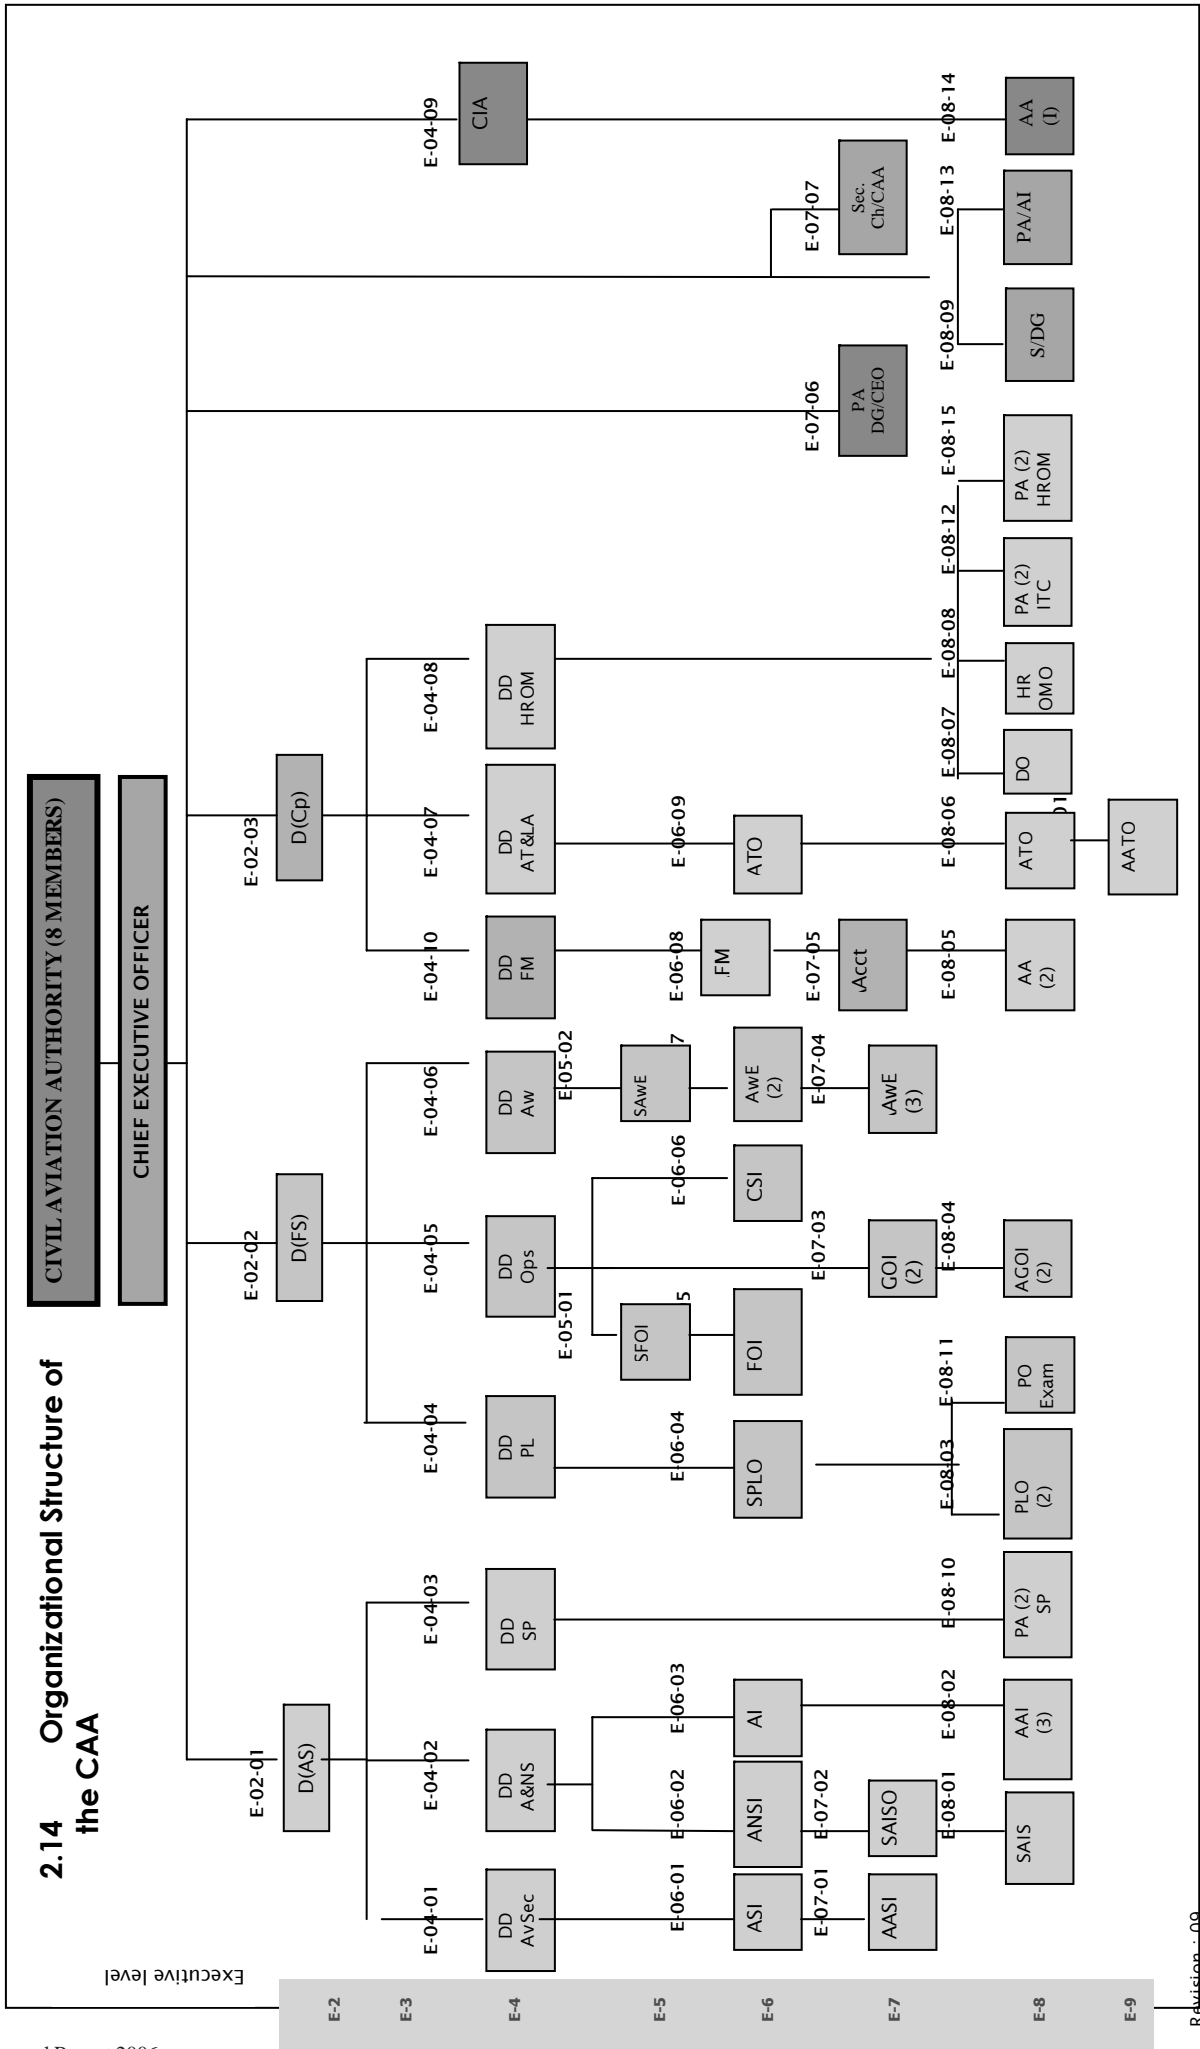 2.14 Organizational Structure of
the CAA
CIVIL AVIATION AUTHORITY (8 MEMBERS)
CHIEF EXECUTIVE OFFICER
Executive level
E-2
E-02-01
D(AS)
E-02-02
D(FS)
E-02-03
D(Cp)
E-3
E-4
E-04-01
DD
AvSec
E-04-02
DD
A&NS
E-04-03
DD
SP
E-04-04
DD
PL
E-04-05
DD
Ops
E-04-06
DD
Aw
E-04-10
DD
FM
E-04-07
DD
AT&LA
E-04-08
DD
HROM
E-04-09
CIA
E-5
E-05-01
SFOI
5
E-05-02
SAwE
7
E-6
E-06-01
ASI
E-06-02
ANSI
E-06-03
AI
E-06-04
SPLO
FOI
E-06-06
CSI
AwE
(2)
E-06-08
FM
E-06-09
ATO
E-7
E-07-01
AASI
E-07-02
SAISO
E-07-03
GOI
(2)
E-07-04
AwE
(3)
E-07-05
Acct
E-07-06
PA
DG/CEO
E-07-07
Sec.
Ch/CAA
E-8
E-08-01
SAIS
E-08-02
AAI
(3)
E-08-10
PA (2)
SP
E-08-03
PLO
(2)
E-08-11
PO
Exam
E-08-04
AGOI
(2)
E-08-05
AA
(2)
E-08-06
ATO
01
E-08-07
DO
E-08-08
HR
OMO
E-08-12
PA (2)
ITC
E-08-15
PA (2)
HROM
E-08-09
S/DG
E-08-13
PA/AI
E-08-14
AA
(I)
E-9
AATO
Revision : 09